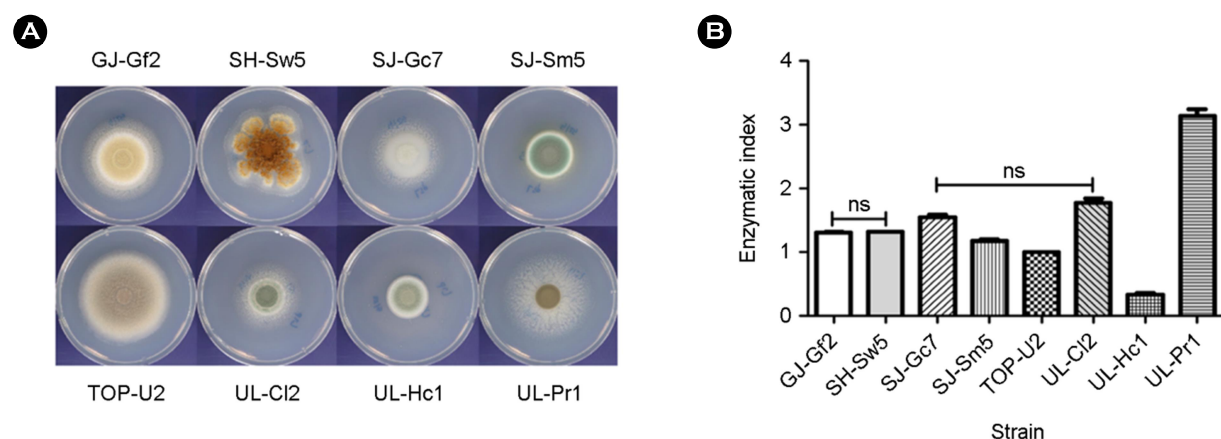 A
GJ-Gf2 SH-Sw5 SJ-Gc7 SJ-Sm5
TOP-U2 UL-Cl2 UL-Hc1 UL-Pr1
B
Enzymatic index
4
3
2
1
0
ns
ns
GJ-Gf2
SH-Sw5
SJ-Gc7
SJ-Sm5
TOP-U2
UL-Cl2
UL-Hc1
UL-Pr1
Strain